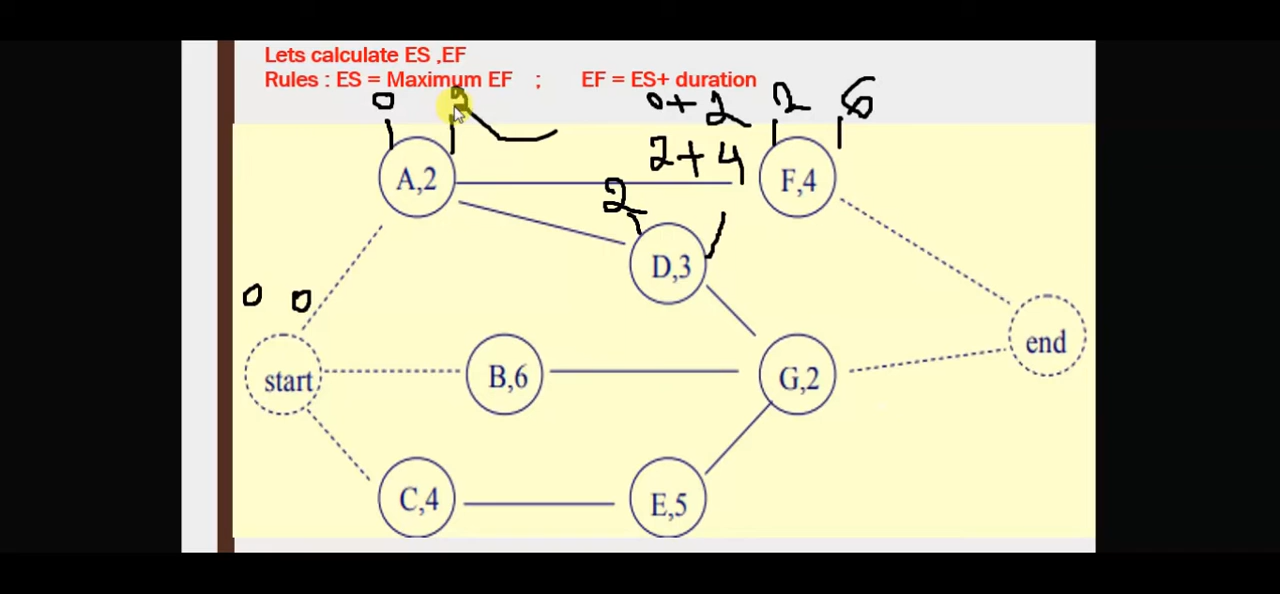 Lets calculate ES ,EF
Rules : ES = Maximum EF ; EF = ES+ duration
0 2 0+2 2 6
2+4
A,2 F,4
2
D,3
0 0
start B,6 G,2 end
C,4 E,5